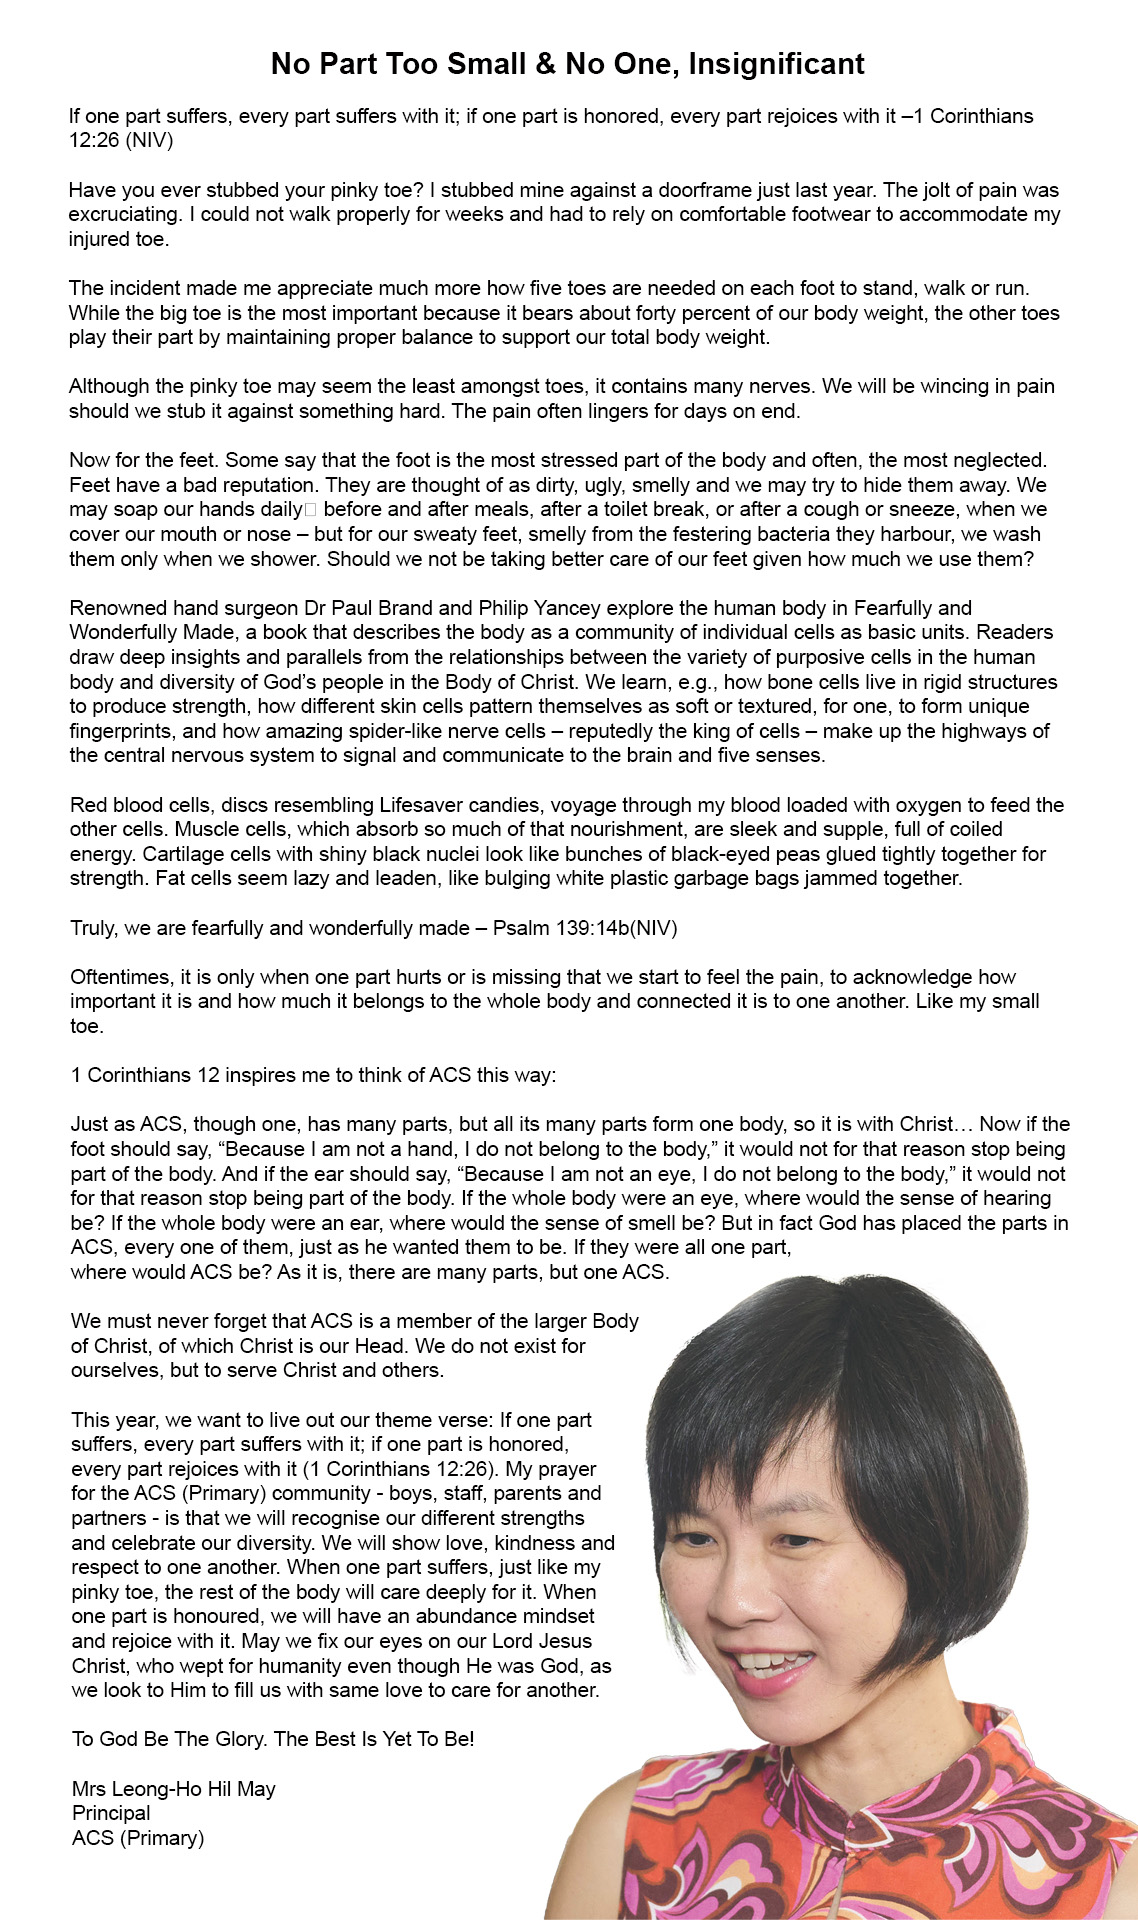 No Part Too Small & No One, Insignificant
If one part suffers, every part suffers with it; if one part is honored, every part rejoices with it –1 Corinthians
12:26 (NIV)
Have you ever stubbed your pinky toe? I stubbed mine against a doorframe just last year. The jolt of pain was
excruciating. I could not walk properly for weeks and had to rely on comfortable footwear to accommodate my
injured toe.
The incident made me appreciate much more how five toes are needed on each foot to stand, walk or run.
While the big toe is the most important because it bears about forty percent of our body weight, the other toes
play their part by maintaining proper balance to support our total body weight.
Although the pinky toe may seem the least amongst toes, it contains many nerves. We will be wincing in pain
should we stub it against something hard. The pain often lingers for days on end.
Now for the feet. Some say that the foot is the most stressed part of the body and often, the most neglected.
Feet have a bad reputation. They are thought of as dirty, ugly, smelly and we may try to hide them away. We
may soap our hands daily□ before and after meals, after a toilet break, or after a cough or sneeze, when we
cover our mouth or nose – but for our sweaty feet, smelly from the festering bacteria they harbour, we wash
them only when we shower. Should we not be taking better care of our feet given how much we use them?
Renowned hand surgeon Dr Paul Brand and Philip Yancey explore the human body in Fearfully and
Wonderfully Made, a book that describes the body as a community of individual cells as basic units. Readers
draw deep insights and parallels from the relationships between the variety of purposive cells in the human
body and diversity of God's people in the Body of Christ. We learn, e.g., how bone cells live in rigid structures
to produce strength, how different skin cells pattern themselves as soft or textured, for one, to form unique
fingerprints, and how amazing spider-like nerve cells – reputedly the king of cells – make up the highways of
the central nervous system to signal and communicate to the brain and five senses.
Red blood cells, discs resembling Lifesaver candies, voyage through my blood loaded with oxygen to feed the
other cells. Muscle cells, which absorb so much of that nourishment, are sleek and supple, full of coiled
energy. Cartilage cells with shiny black nuclei look like bunches of black-eyed peas glued tightly together for
strength. Fat cells seem lazy and leaden, like bulging white plastic garbage bags jammed together.
Truly, we are fearfully and wonderfully made – Psalm 139:14b(NIV)
Oftentimes, it is only when one part hurts or is missing that we start to feel the pain, to acknowledge how
important it is and how much it belongs to the whole body and connected it is to one another. Like my small
toe.
1 Corinthians 12 inspires me to think of ACS this way:
Just as ACS, though one, has many parts, but all its many parts form one body, so it is with Christ… Now if the
foot should say, “Because I am not a hand, I do not belong to the body,” it would not for that reason stop being
part of the body. And if the ear should say, “Because I am not an eye, I do not belong to the body,” it would not
for that reason stop being part of the body. If the whole body were an eye, where would the sense of hearing
be? If the whole body were an ear, where would the sense of smell be? But in fact God has placed the parts in
ACS, every one of them, just as he wanted them to be. If they were all one part,
where would ACS be? As it is, there are many parts, but one ACS.
We must never forget that ACS is a member of the larger Body
of Christ, of which Christ is our Head. We do not exist for
ourselves, but to serve Christ and others.
This year, we want to live out our theme verse: If one part
suffers, every part suffers with it; if one part is honored,
every part rejoices with it (1 Corinthians 12:26). My prayer
for the ACS (Primary) community - boys, staff, parents and
partners - is that we will recognise our different strengths
and celebrate our diversity. We will show love, kindness and
respect to one another. When one part suffers, just like my
pinky toe, the rest of the body will care deeply for it. When
one part is honoured, we will have an abundance mindset
and rejoice with it. May we fix our eyes on our Lord Jesus
Christ, who wept for humanity even though He was God, as
we look to Him to fill us with same love to care for another.
To God Be The Glory. The Best Is Yet To Be!
Mrs Leong-Ho Hil May
Principal
ACS (Primary)